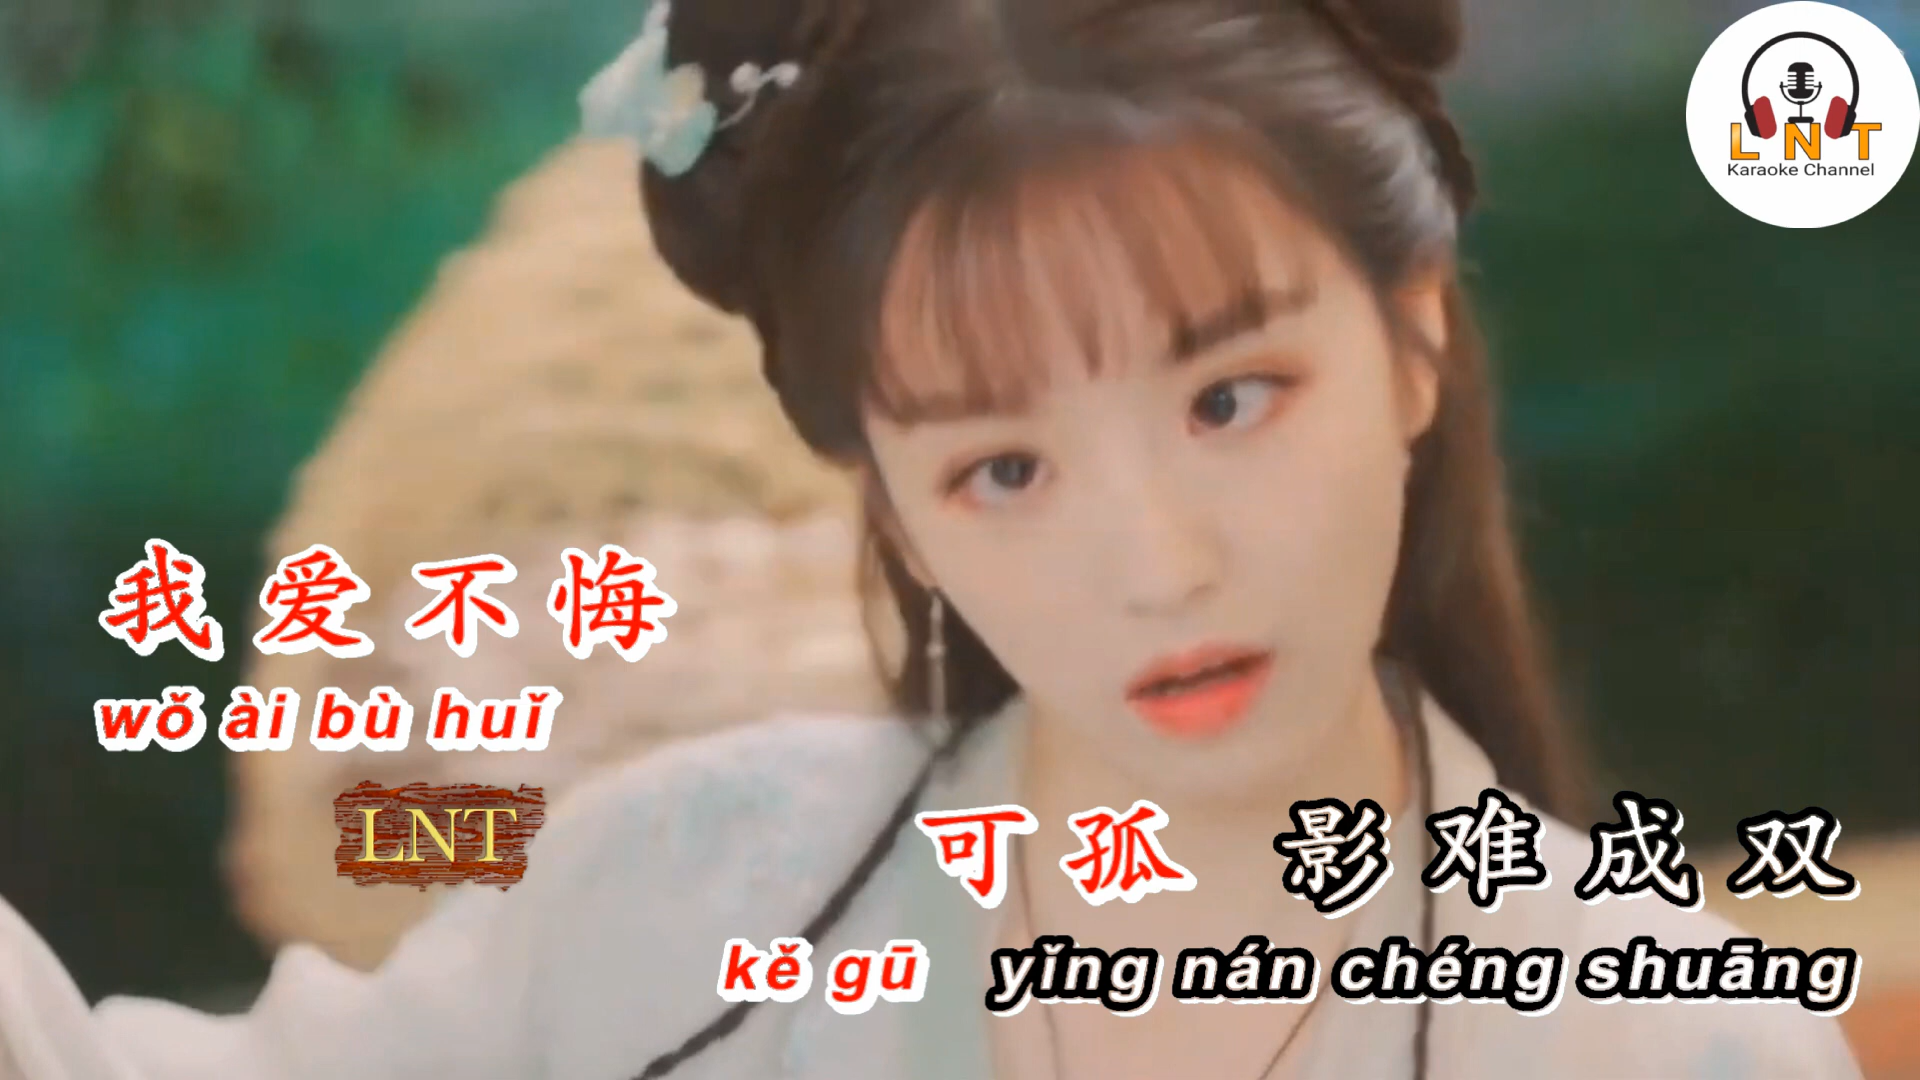 L N T
Karaoke Channel
我爱不悔
wǒ ài bù huǐ
LNT
可孤 影难成双
kě gū yǐng nán chéng shuāng